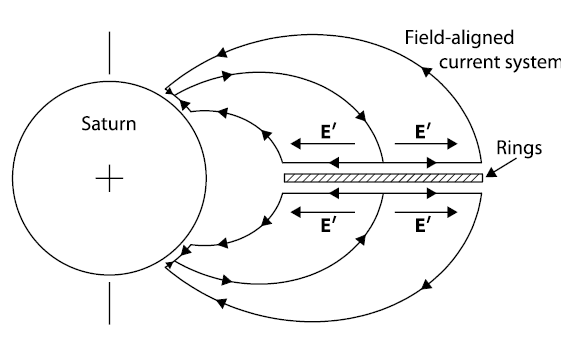 Field-aligned
current system
Saturn
E′ E′
Rings
E′ E′